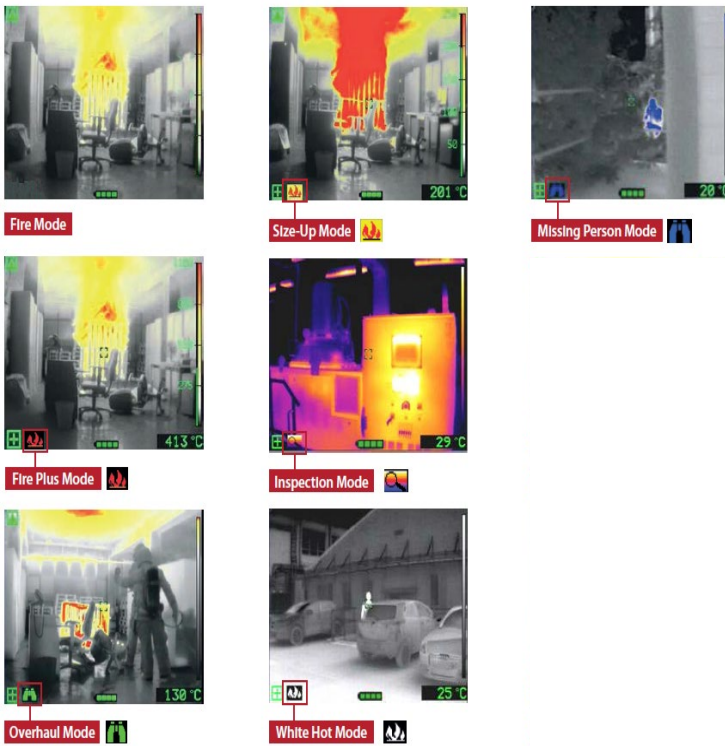 Fire Mode
50
201 °C
Size-Up Mode
20 °C
Missing Person Mode
413 °C
Fire Plus Mode
29 °C
Inspection Mode
130 °C
Overhaul Mode
25 °C
White Hot Mode